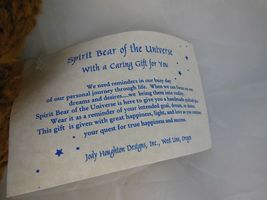 Spirit Bear of the Universe
With a Caring Gift for You
We need reminders in our busy day
of our personal journey through life. When we can focus on our
dreams and desires.... we bring them into reality.
Spirit Bear of the Universe is here to give you a handmade spiral pin
Wear it as a reminder of your intended goal, dream, or desire.
This gift is given with great happiness, light, and love as you continue
your quest for true happiness and success.
Jody Houghton Designs, Inc., West Linn, Oregon